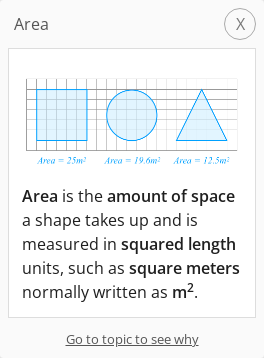 Area X
Area = 25m² Area = 19.6m² Area = 12.5m²
Area is the amount of space
a shape takes up and is
measured in squared length
units, such as square meters
normally written as m².
Go to topic to see why